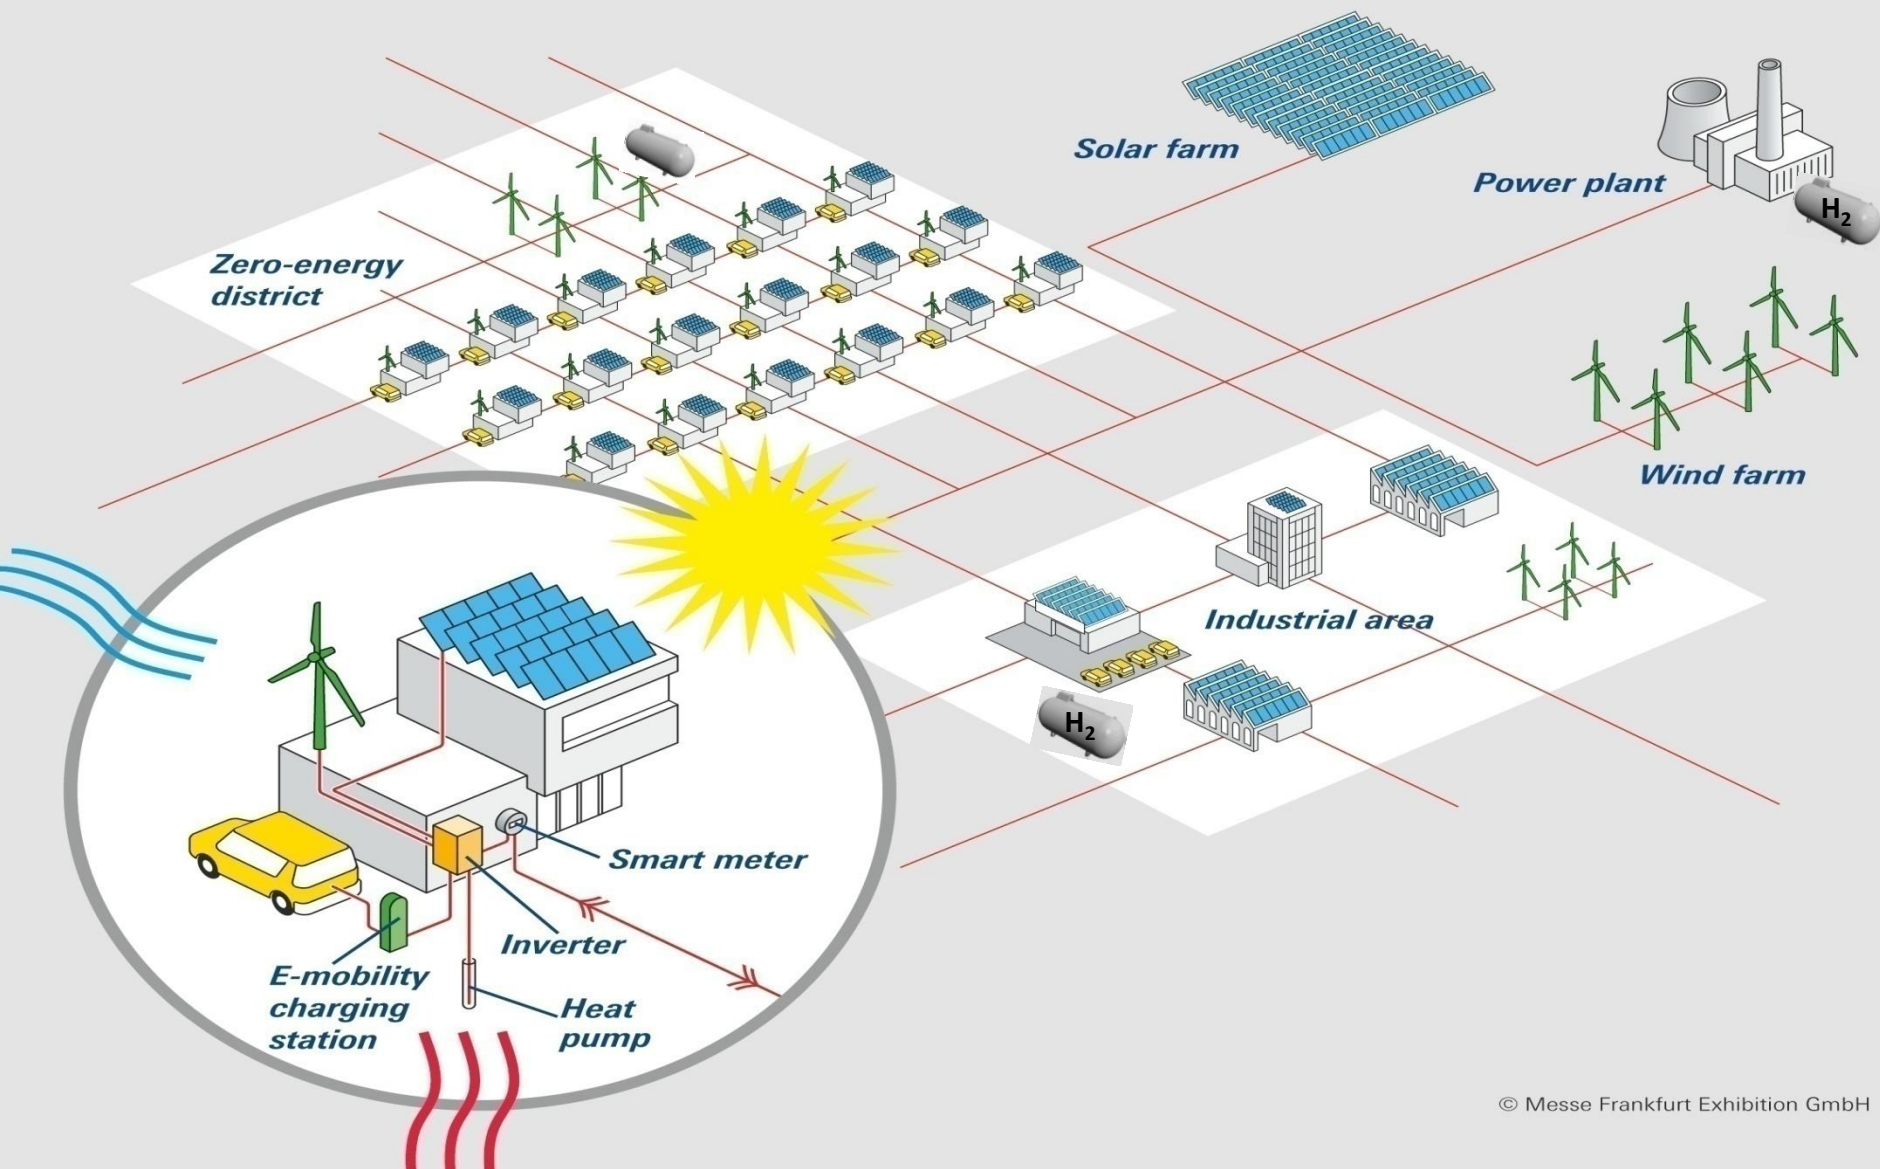 Solar farm
Power plant
H₂
Zero-energy
district
Wind farm
Industrial area
H₂
Smart meter
Inverter
E-mobility
charging
station
Heat
pump
© Messe Frankfurt Exhibition GmbH